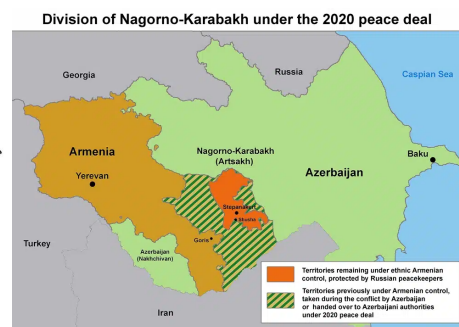 Division of Nagorno-Karabakh under the 2020 peace deal
Georgia
Russia
Caspian Sea
Armenia
Nagorno-Karabakh
(Artsakh)
Azerbaijan
Baku
Yerevan
Stepanakert
Shusha
Goris
Turkey
Azerbaijan
(Nakhchivan)
Iran
Territories remaining under ethnic Armenian
control, protected by Russian peacekeepers
Territories previously under Armenian control,
taken during the conflict by Azerbaijan
or handed over to Azerbaijani authorities
under 2020 peace deal